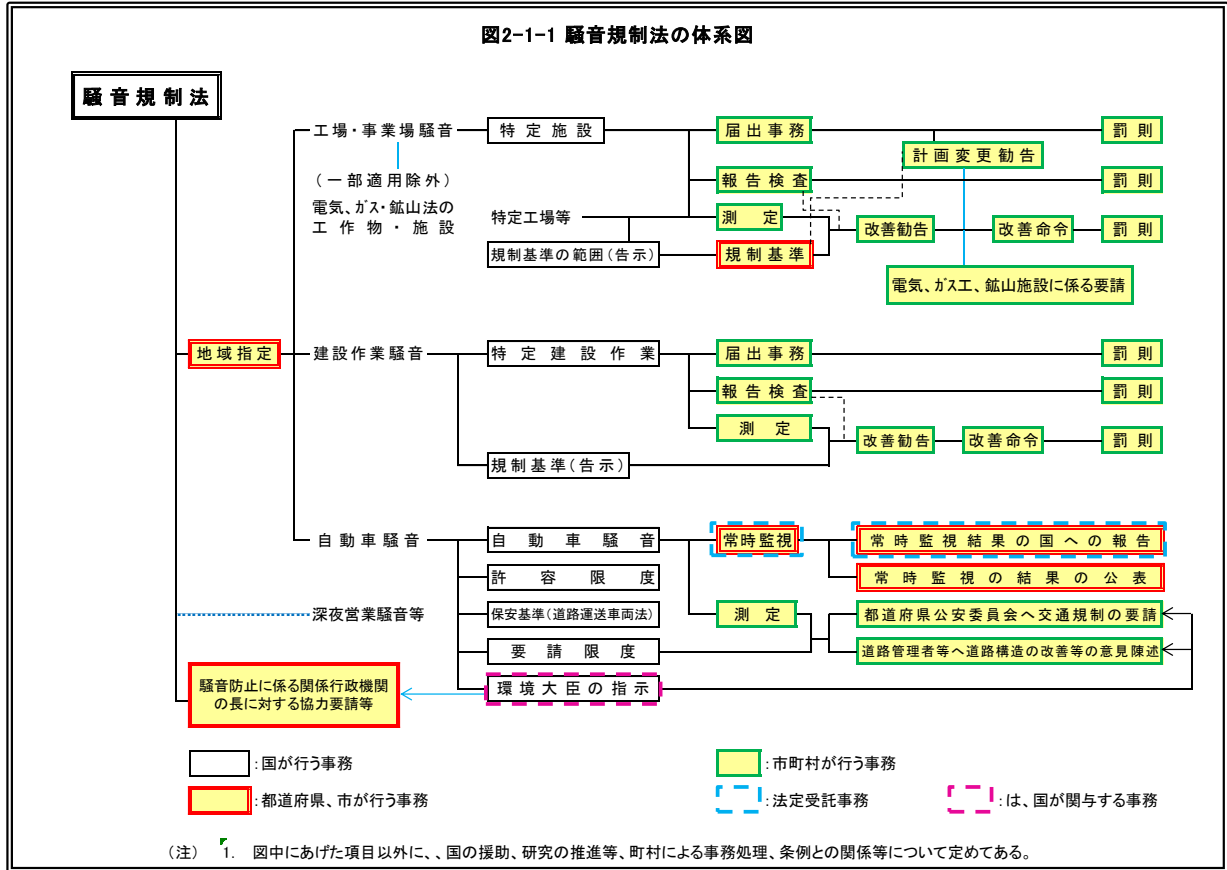 図2-1-1 騒音規制法の体系図
騒音規制法
工場・事業場騒音
特定施設
届出事務
罰則
計画変更勧告
(一部適用除外)
電気、ガス・鉱山法の
工作物・施設
報告検査
罰則
特定工場等
測定
改善勧告
改善命令
罰則
規制基準の範囲(告示)
規制基準
電気、ガス工、鉱山施設に係る要請
地域指定
建設作業騒音
特定建設作業
届出事務
罰則
報告検査
罰則
測定
改善勧告
改善命令
罰則
規制基準(告示)
自動車騒音
自動車騒音
常時監視
常時監視結果の国への報告
許容限度
常時監視の結果の公表
深夜営業騒音等
保安基準(道路運送車両法)
測定
都道府県公安委員会へ交通規制の要請
要請限度
道路管理者等へ道路構造の改善等の意見陳述
騒音防止に係る関係行政機関
の長に対する協力要請等
環境大臣の指示
:国が行う事務
:市町村が行う事務
:都道府県、市が行う事務
:法定受託事務
:は、国が関与する事務
(注) 1. 図中にあげた項目以外に、、国の援助、研究の推進等、町村による事務処理、条例との関係等について定めてある。